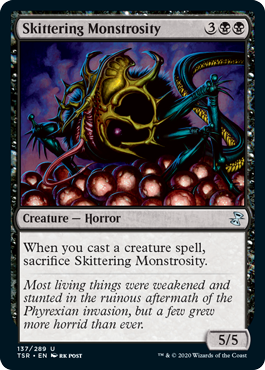 Skittering Monstrosity 3
Creature — Horror
When you cast a creature spell,
sacrifice Skittering Monstrosity.
Most living things were weakened and
stunted in the ruinous aftermath of the
Phyrexian invasion, but a few grew
more horrid than ever.
5/5
137/289 U
TSR • EN RK POST
™ & © 2020 Wizards of the Coast